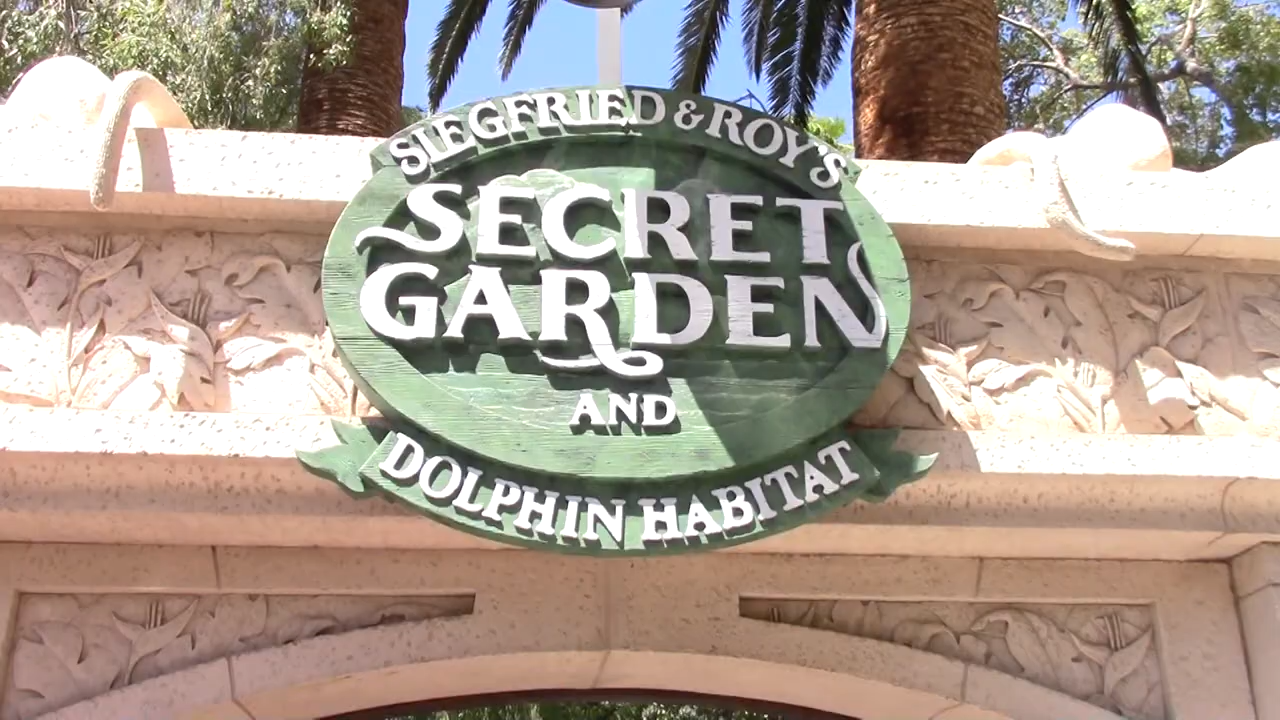 SIEGFRIED & ROY'S
SECRET
GARDEN
AND
DOLPHIN HABITAT